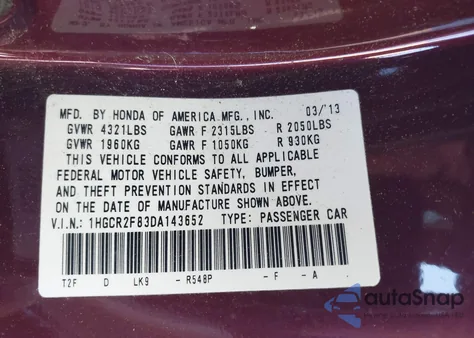 MFD. BY HONDA OF AMERICA MFG., INC. 03/'13
GVWR 4321LBS GAWR F 2315LBS R 2050LBS
GVWR 1960KG GAWR F 1050KG R 930KG
THIS VEHICLE CONFORMS TO ALL APPLICABLE
FEDERAL MOTOR VEHICLE SAFETY, BUMPER,
AND THEFT PREVENTION STANDARDS IN EFFECT
ON THE DATE OF MANUFACTURE SHOWN ABOVE.
V.I.N.: 1HGCR2F83DA143652 TYPE: PASSENGER CAR
T2F D LK9 - R548P - F - A
autoSnap